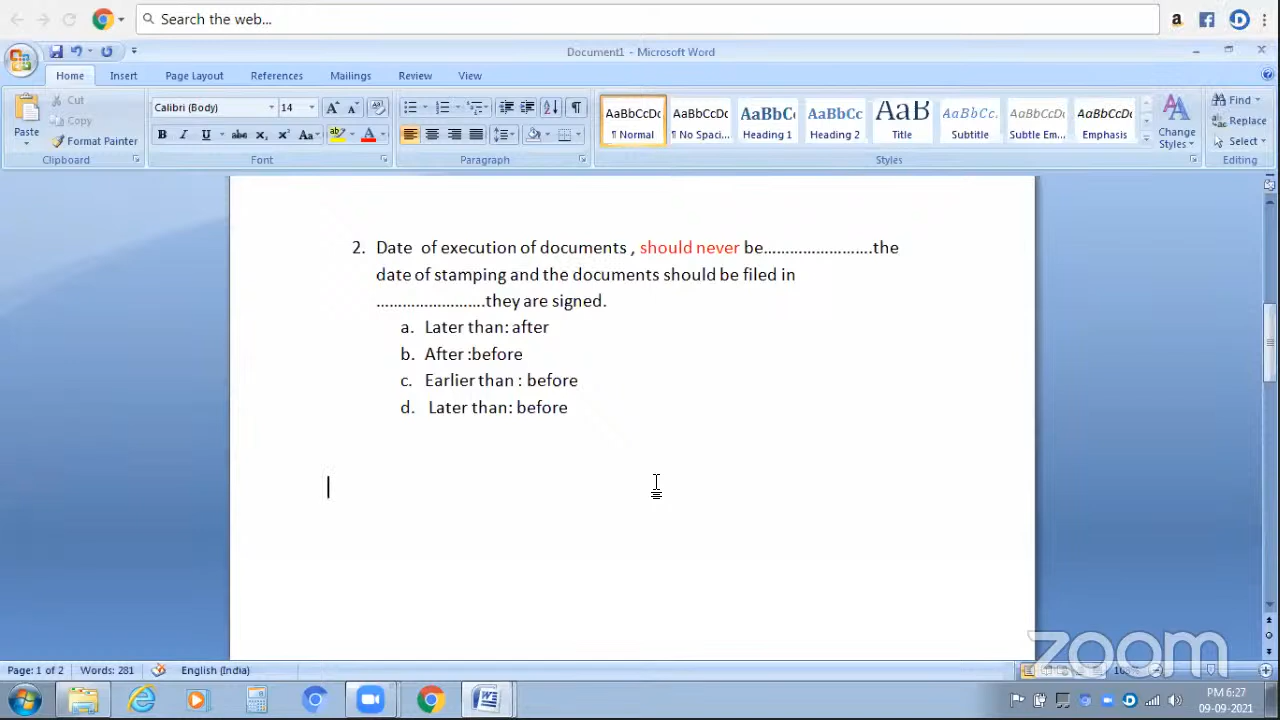 Search the web...
Document1 - Microsoft Word
Home Insert Page Layout References Mailings Review View
Paste
Cut
Copy
Format Painter
Clipboard
Calibri (Body) 14
Font
Paragraph
AaBbCcDc AaBbCcDc AaBbC AaBbCc AaB AaBbCc. AaBbCcDc AaBbCcDc
¶ Normal ¶ No Spaci... Heading 1 Heading 2 Title Subtitle Subtle Em... Emphasis
Change Styles
Styles
Find
Replace
Select
Editing
2. Date of execution of documents , should never be........................the
date of stamping and the documents should be filed in
........................they are signed.
a. Later than: after
b. After :before
c. Earlier than : before
d. Later than: before
zoom
Page: 1 of 2 Words: 281 English (India)
PM 6:27
09-09-2021